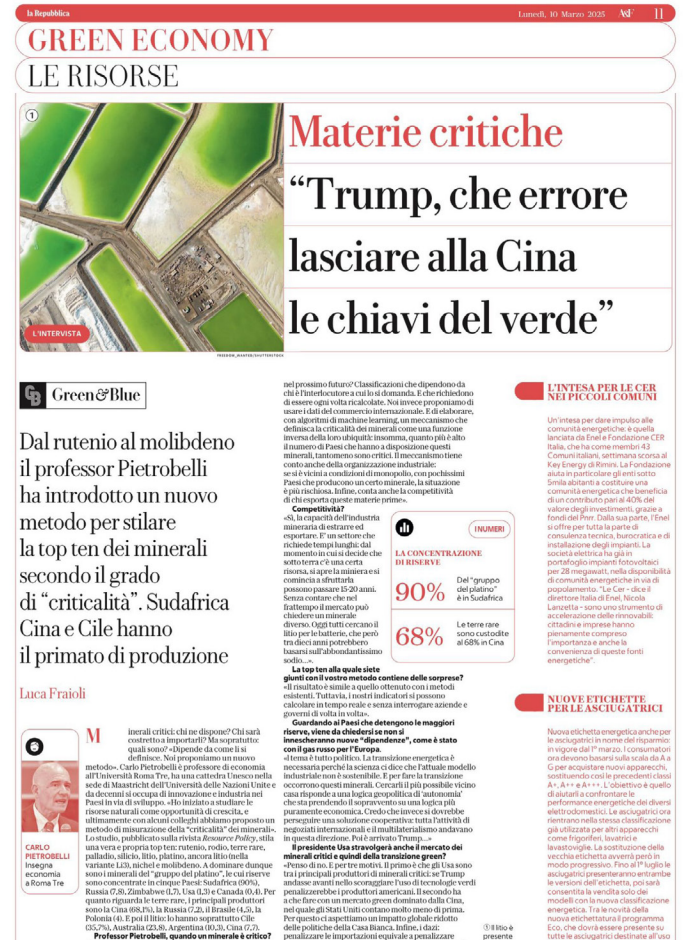 la Repubblica
Lunedì, 10 Marzo 2025
A&F
11
GREEN ECONOMY
LE RISORSE
1
L'INTERVISTA
Materie critiche
“Trump, che errore
lasciare alla Cina
le chiavi del verde”
GB
Green&Blue
Dal rutenio al molibdeno
il professor Pietrobelli
ha introdotto un nuovo
metodo per stilare
la top ten dei minerali
secondo il grado
di “criticalità”. Sudafrica
Cina e Cile hanno
il primato di produzione
Luca Fraioli
CARLO
PIETROBELLI
Insegna
economia
a Roma Tre
Minerali critici: chi ne dispone? Chi sarà
costretto a importarli? Ma soprattutto:
quali sono? «Dipende da come li si
definisce. Noi proponiamo un nuovo
metodo». Carlo Pietrobelli è professore di economia
all'Università Roma Tre, ha una cattedra Unesco nella
sede di Maastricht dell'Università delle Nazioni Unite e
da decenni si occupa di innovazione e industria nei
Paesi in via di sviluppo. «Ho iniziato a studiare le
risorse naturali come opportunità di crescita, e
ultimamente con alcuni colleghi abbiamo proposto un
metodo di misurazione della “criticalità” dei minerali».
Lo studio, pubblicato sulla rivista Resource Policy, stila
una vera e propria top ten: rutenio, rodio, terre rare,
palladio, silicio, litio, platino, ancora litio (nella
variante Li3), nichel e molibdeno. A dominare dunque
sono i minerali del “gruppo del platino”, le cui riserve
sono concentrate in cinque Paesi: Sudafrica (90%),
Russia (7,8), Zimbabwe (1,7), Usa (1,3) e Canada (0,4). Per
quanto riguarda le terre rare, i principali produttori
sono la Cina (68,1%), la Russia (7,2), il Brasile (4,5), la
Polonia (4). E poi il litio: lo hanno soprattutto Cile
(35,7%), Australia (23,8), Argentina (10,3), Cina (7,7).
Professor Pietrobelli, quando un minerale è critico?
nel prossimo futuro? Classificazioni che dipendono da
chi è l'interlocutore a cui lo si domanda. E che richiedono
di essere ogni volta ricalcolate. Noi invece proponiamo di
usare i dati del commercio internazionale. E di elaborare,
con algoritmi di machine learning, un meccanismo che
definisca la criticalità dei minerali come una funzione
inversa della loro ubiquità: insomma, quanto più è alto
il numero di Paesi che hanno a disposizione questi
minerali, tantomeno sono critici. Il meccanismo tiene
conto anche della organizzazione industriale:
se si è vicini a condizioni di monopolio, con pochissimi
Paesi che producono un certo minerale, la situazione
è più rischiosa. Infine, conta anche la competitività
di chi esporta queste materie prime».
Competitività?
«Sì, la capacità dell'industria
mineraria di estrarre ed
esportare. E' un settore che
richiede tempi lunghi: dal
momento in cui si decide che
sotto terra c'è una certa
risorsa, si apre la miniera e si
comincia a sfruttarla
possono passare 15-20 anni.
Senza contare che nel
frattempo il mercato può
chiedere un minerale
diverso. Oggi tutti cercano il
litio per le batterie, che però
tra dieci anni potrebbero
basarsi sull'abbondantissimo
sodio...».
La top ten alla quale siete
giunti con il vostro metodo contiene delle sorprese?
«Il risultato è simile a quello ottenuto con i metodi
esistenti. Tuttavia, i nostri indicatori si possono
calcolare in tempo reale e senza interrogare aziende e
governi di volta in volta».
Guardando ai Paesi che detengono le maggiori
riserve, viene da chiedersi se non si
innescheranno nuove “dipendenze”, come è stato
con il gas russo per l'Europa.
«Il tema è tutto politico. La transizione energetica è
necessaria perché la scienza ci dice che l'attuale modello
industriale non è sostenibile. E per fare la transizione
occorrono questi minerali. Cercarli il più possibile vicino
casa risponde a una logica geopolitica di 'autonomia'
che sta prendendo il sopravvento su una logica più
puramente economica. Credo che invece si dovrebbe
perseguire una soluzione cooperativa: tutta l'attività di
negoziati internazionali e il multilateralismo andavano
in questa direzione. Poi è arrivato Trump...»
Il presidente Usa stravolgerà anche il mercato dei
minerali critici e quindi della transizione green?
«Penso di no. E per tre motivi. Il primo è che gli Usa sono
tra i principali produttori di minerali critici: se Trump
andasse avanti nello scoraggiare l'uso di tecnologie verdi
penalizzerebbe i produttori americani. Il secondo ha
a che fare con un mercato green dominato dalla Cina,
nel quale gli Stati Uniti contano molto meno di prima.
Per questo ci aspettiamo un impatto globale ridotto
delle politiche della Casa Bianca. Infine, i dazi:
penalizzare le importazioni equivale a penalizzare
I NUMERI
LA CONCENTRAZIONE
DI RISERVE
90%
Del “gruppo
del platino”
è in Sudafrica
68%
Le terre rare
sono custodite
al 68% in Cina
1 Il litio è
presente
L'INTESA PER LE CER
NEI PICCOLI COMUNI
Un'intesa per dare impulso alle
comunità energetiche: è quella
lanciata da Enel e Fondazione CER
Italia, che ha come membri 43
Comuni italiani, settimana scorsa al
Key Energy di Rimini. La Fondazione
aiuta in particolare gli enti sotto
5mila abitanti a costituire una
comunità energetica che beneficia
di un contributo pari al 40% del
valore degli investimenti, grazie a
fondi del Pnrr. Dalla sua parte, l'Enel
si offre per tutta la parte di
consulenza tecnica, burocratica e di
installazione degli impianti. La
società elettrica ha già in
portafoglio impianti fotovoltaici
per 28 megawatt, nella disponibilità
di comunità energetiche in via di
popolamento. “Le Cer - dice il
direttore Italia di Enel, Nicola
Lanzetta - sono uno strumento di
accelerazione delle rinnovabili:
cittadini e imprese hanno
pienamente compreso
l'importanza e anche la
convenienza di queste fonti
energetiche”.
NUOVE ETICHETTE
PER LE ASCIUGATRICI
Nuova etichetta energetica anche per
le asciugatrici in nome del risparmio:
in vigore dal 1° marzo. I consumatori
ora devono basarsi sulla scala da A a
G per acquistare nuovi apparecchi,
sostituendo così le precedenti classi
A+, A++ e A+++. L'obiettivo è quello
di aiutarli a confrontare le
performance energetiche dei diversi
elettrodomestici. Le asciugatrici ora
rientrano nella stessa classificazione
già utilizzata per altri apparecchi
come frigoriferi, lavatrici e
lavastoviglie. La sostituzione della
vecchia etichetta avverrà però in
modo progressivo. Fino al 1° luglio le
asciugatrici presenteranno entrambe
le versioni dell'etichetta, poi sarà
consentita la vendita solo dei
modelli con la nuova classificazione
energetica. Tra le novità della
nuova etichettatura il programma
Eco, che dovrà essere presente su
tutte le asciugatrici destinate all'uso